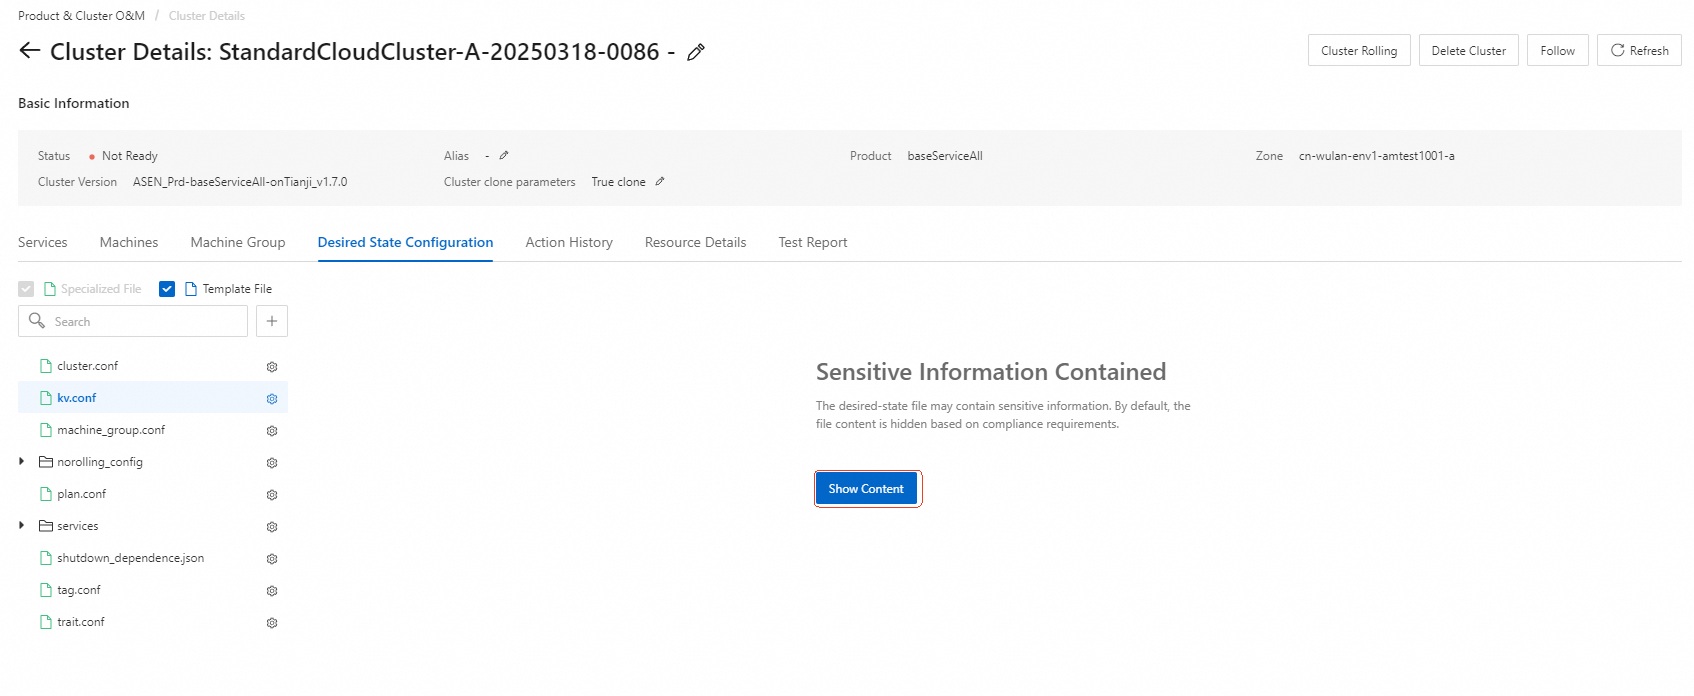 Product & Cluster O&M / Cluster Details
Cluster Details: StandardCloudCluster-A-20250318-0086 -
Cluster Rolling
Delete Cluster
Follow
Refresh
Basic Information
Status Not Ready
Alias -
Product baseServiceAll
Zone cn-wulan-env1-amtest1001-a
Cluster Version ASEN_Prd-baseServiceAll-onTianji_v1.7.0
Cluster clone parameters True clone
Services
Machines
Machine Group
Desired State Configuration
Action History
Resource Details
Test Report
Specialized File
Template File
Search
cluster.conf
kv.conf
machine_group.conf
norolling_config
plan.conf
services
shutdown_dependence.json
tag.conf
trait.conf
Sensitive Information Contained
The desired-state file may contain sensitive information. By default, the
file content is hidden based on compliance requirements.
Show Content